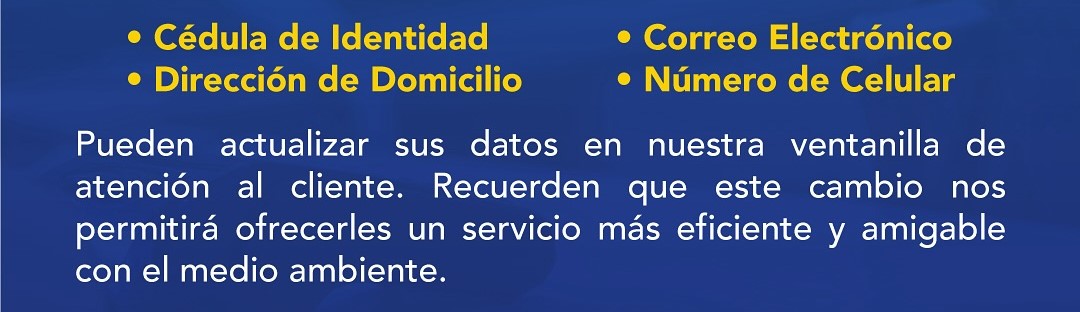 • Cédula de Identidad
• Dirección de Domicilio
• Correo Electrónico
• Número de Celular
Pueden actualizar sus datos en nuestra ventanilla de
atención al cliente. Recuerden que este cambio nos
permitirá ofrecerles un servicio más eficiente y amigable
con el medio ambiente.